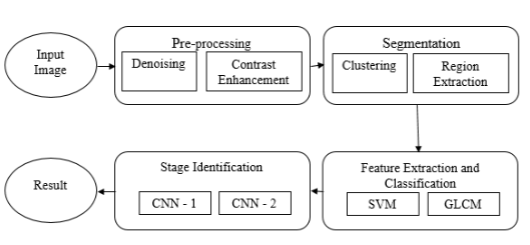 Input
Image
Pre-processing
Denoising
Contrast
Enhancement
Segmentation
Clustering
Region
Extraction
Feature Extraction and
Classification
SVM
GLCM
Stage Identification
CNN - 1
CNN - 2
Result